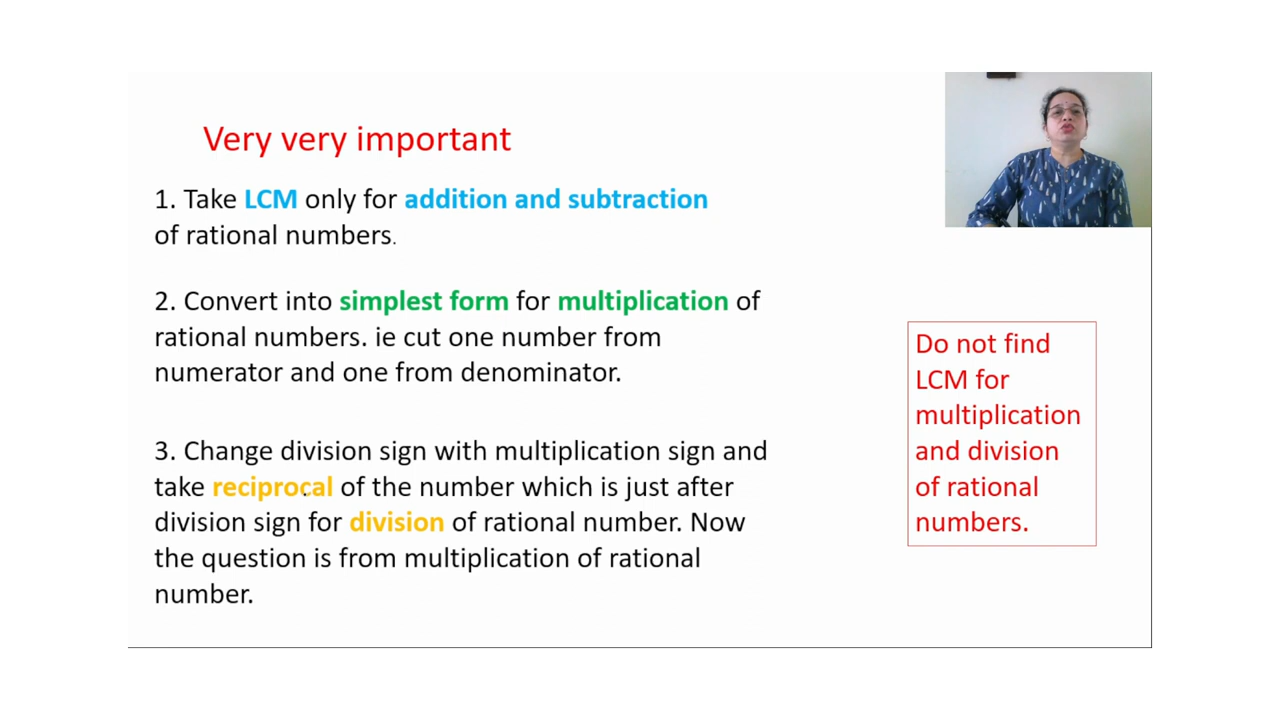 Very very important
1. Take LCM only for addition and subtraction
of rational numbers.
2. Convert into simplest form for multiplication of
rational numbers. ie cut one number from
numerator and one from denominator.
3. Change division sign with multiplication sign and
take reciprocal of the number which is just after
division sign for division of rational number. Now
the question is from multiplication of rational
number.
Do not find
LCM for
multiplication
and division
of rational
numbers.